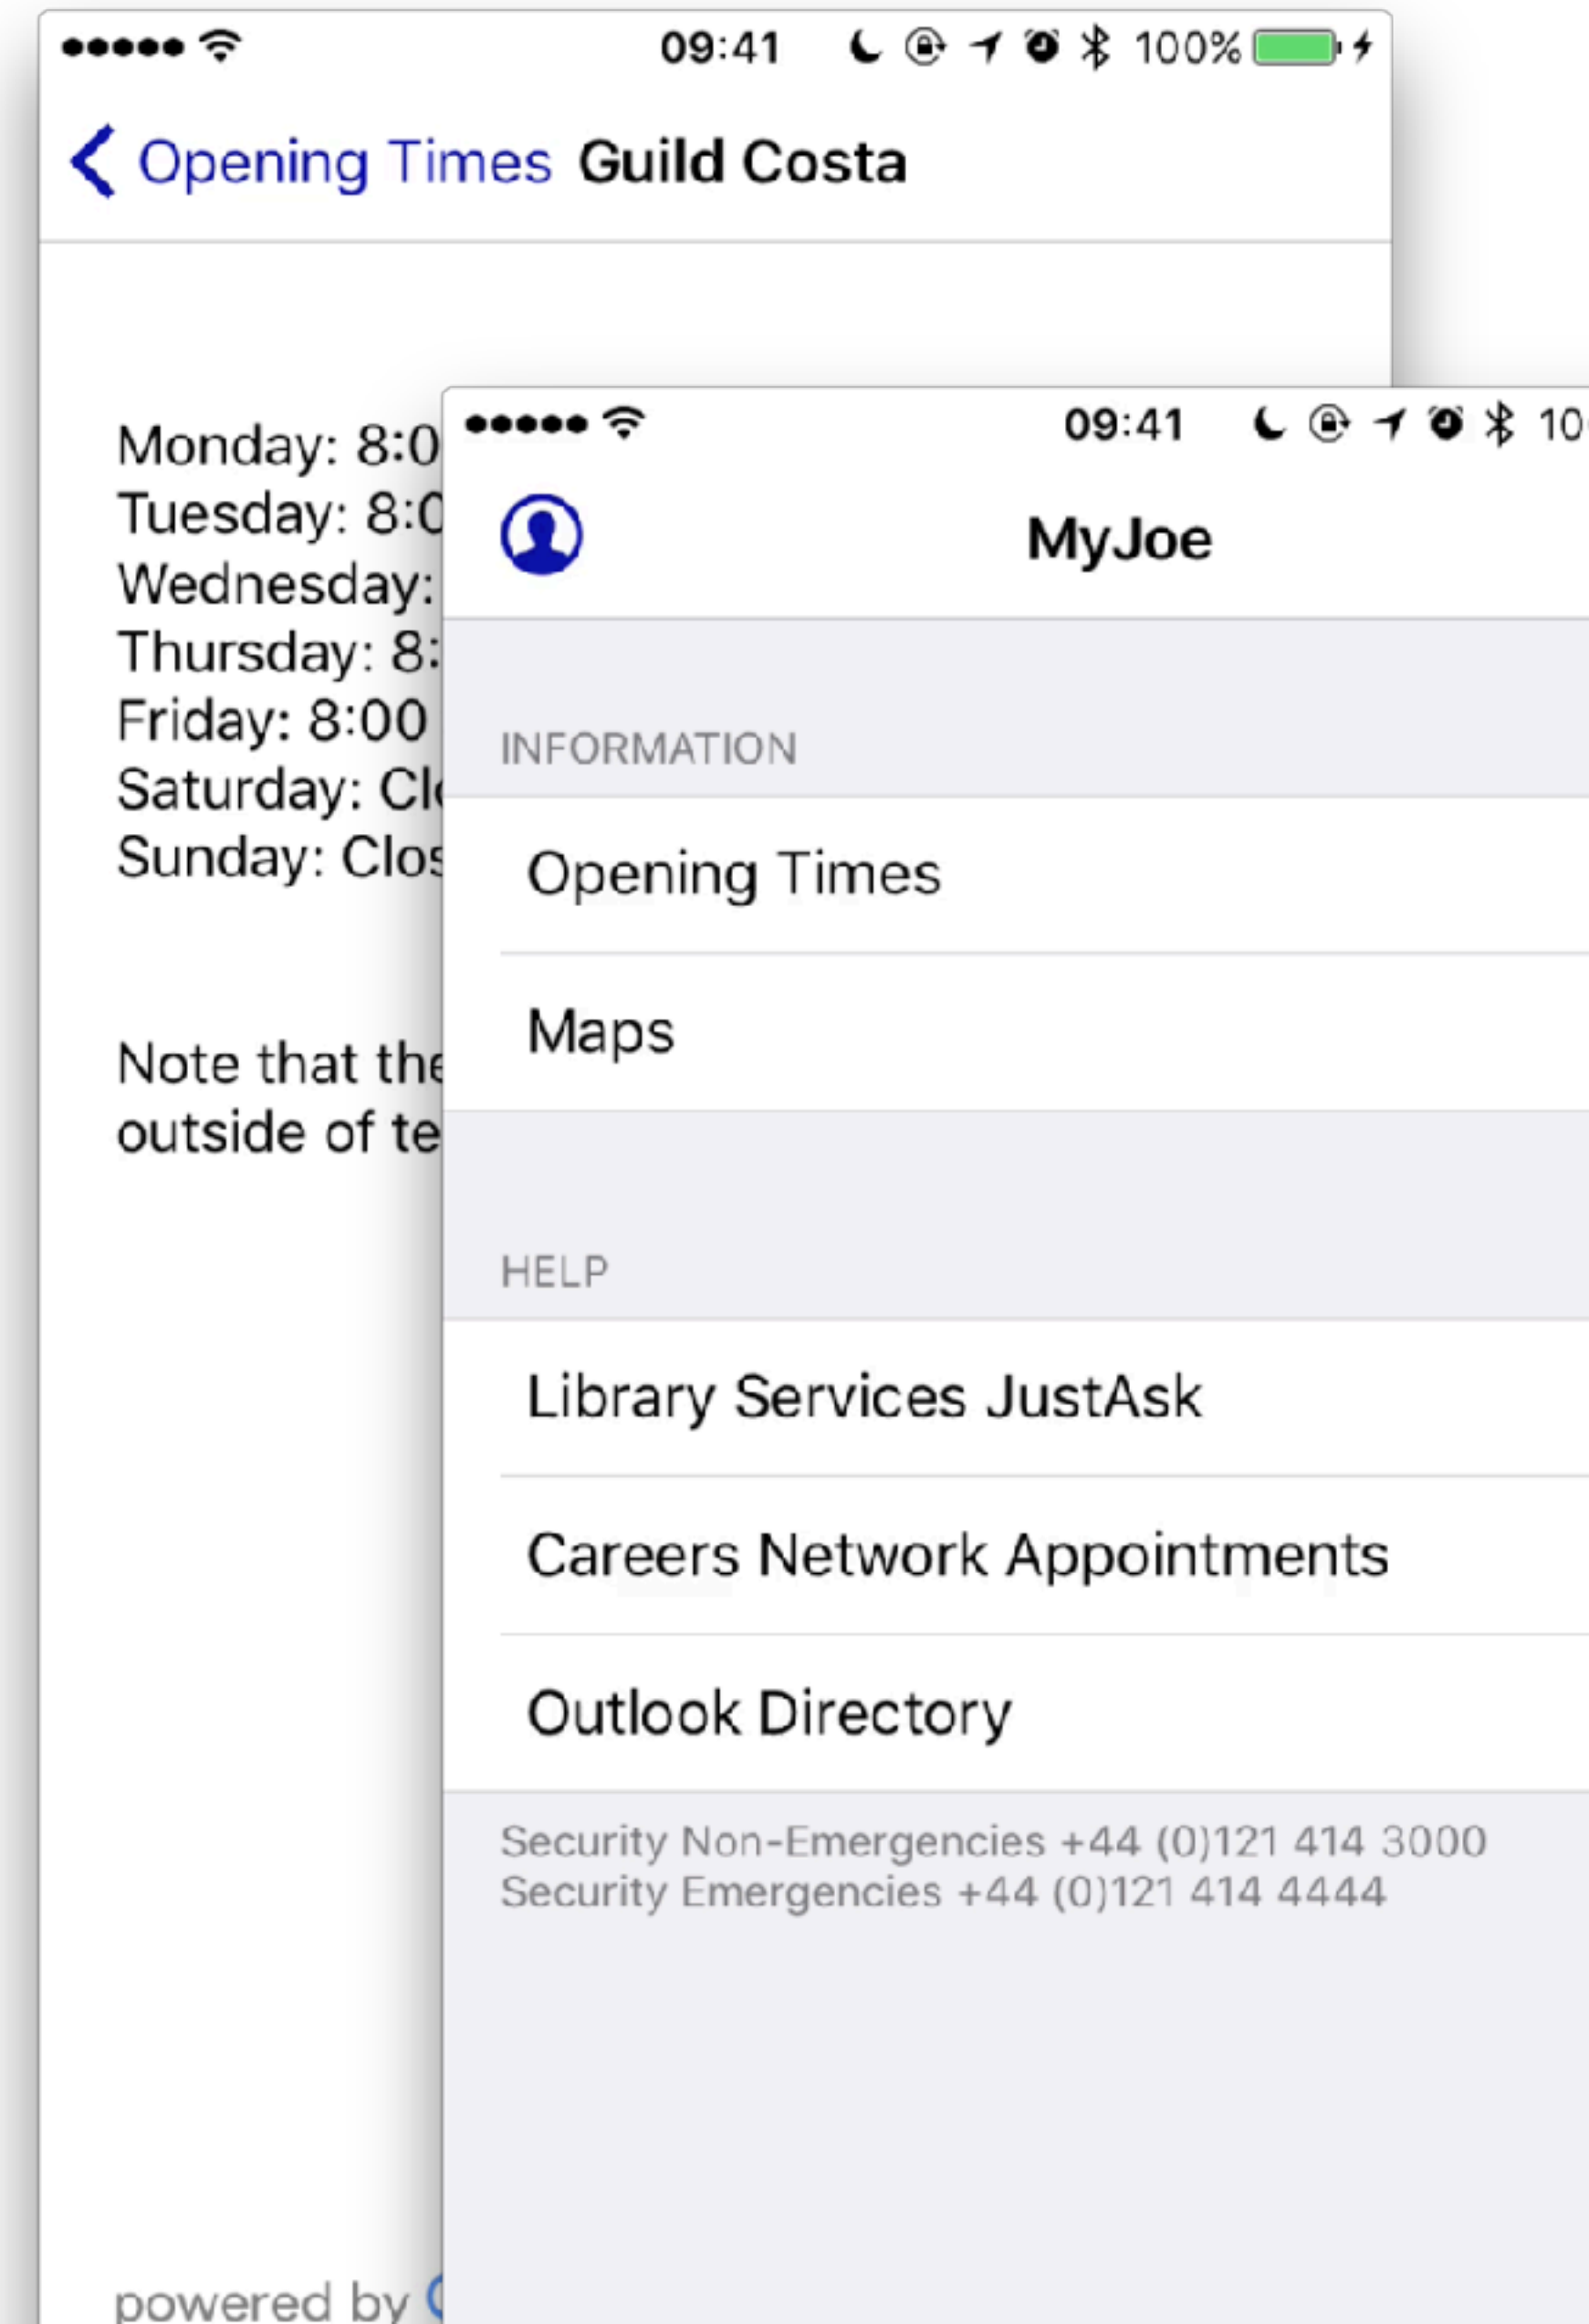 09:41 100%
Opening Times Guild Costa
Monday: 8:0
Tuesday: 8:0
Wednesday:
Thursday: 8:
Friday: 8:00
Saturday: Clo
Sunday: Clos
Note that the
outside of te
powered by
09:41 10
MyJoe
INFORMATION
Opening Times
Maps
HELP
Library Services JustAsk
Careers Network Appointments
Outlook Directory
Security Non-Emergencies +44 (0)121 414 3000
Security Emergencies +44 (0)121 414 4444